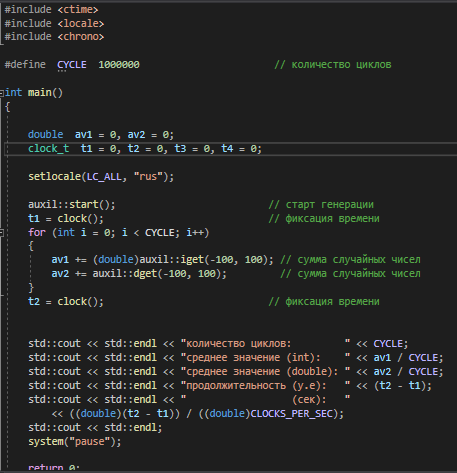 #include <ctime>
#include <locale>
#include <chrono>
#define CYCLE 1000000 // количество циклов
int main()
{
double av1 = 0, av2 = 0;
clock_t t1 = 0, t2 = 0, t3 = 0, t4 = 0;
setlocale(LC_ALL, "rus");
auxil::start(); // старт генерации
t1 = clock(); // фиксация времени
for (int i = 0; i < CYCLE; i++)
{
av1 += (double)auxil::iget(-100, 100); // сумма случайных чисел
av2 += auxil::dget(-100, 100); // сумма случайных чисел
}
t2 = clock(); // фиксация времени
std::cout << std::endl << "количество циклов: " << CYCLE;
std::cout << std::endl << "среднее значение (int): " << av1 / CYCLE;
std::cout << std::endl << "среднее значение (double): " << av2 / CYCLE;
std::cout << std::endl << "продолжительность (у.е): " << (t2 - t1);
std::cout << std::endl << " (сек): "
<< ((double)(t2 - t1)) / ((double)CLOCKS_PER_SEC);
std::cout << std::endl;
system("pause");
return 0;